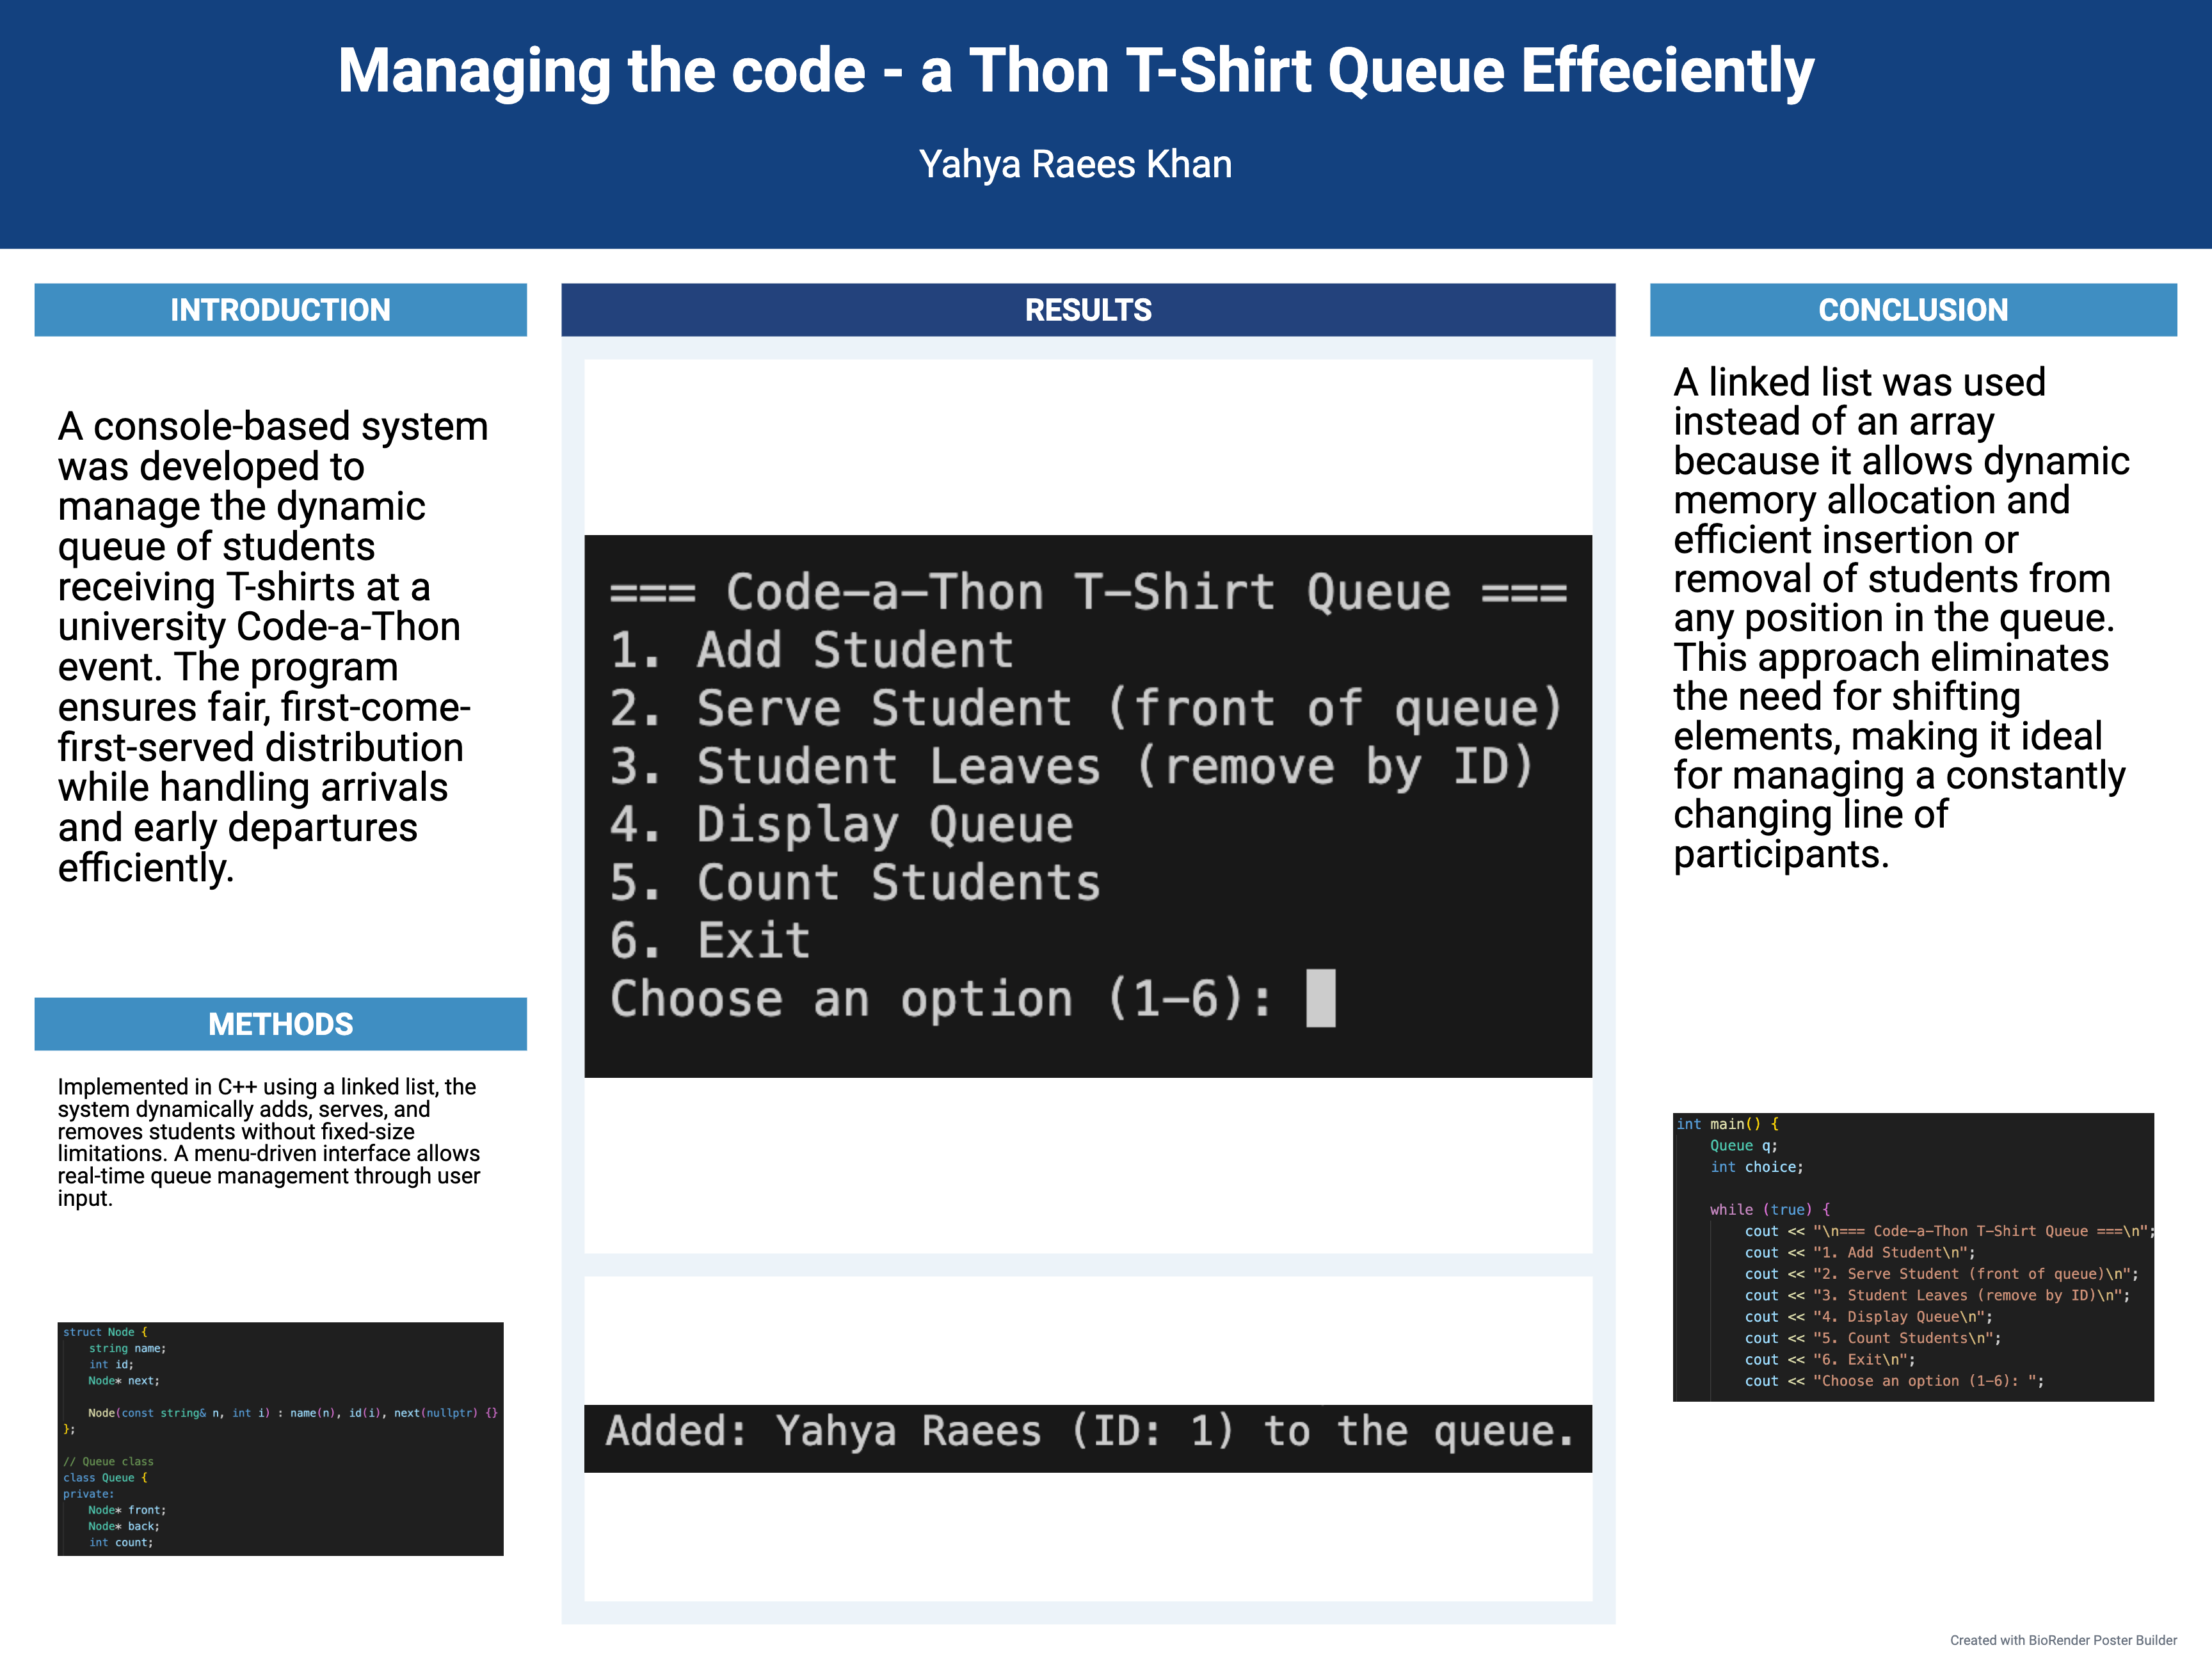 Managing the code - a Thon T-Shirt Queue Effeciently
Yahya Raees Khan
INTRODUCTION
A console-based system
was developed to
manage the dynamic
queue of students
receiving T-shirts at a
university Code-a-Thon
event. The program
ensures fair, first-come-
first-served distribution
while handling arrivals
and early departures
efficiently.
METHODS
Implemented in C++ using a linked list, the
system dynamically adds, serves, and
removes students without fixed-size
limitations. A menu-driven interface allows
real-time queue management through user
input.
struct Node {
    string name;
    int id;
    Node* next;
    Node(const string& n, int i) : name(n), id(i), next(nullptr) {}
};
// Queue class
class Queue {
private:
    Node* front;
    Node* back;
    int count;
RESULTS
=== Code-a-Thon T-Shirt Queue ===
1. Add Student
2. Serve Student (front of queue)
3. Student Leaves (remove by ID)
4. Display Queue
5. Count Students
6. Exit
Choose an option (1-6):
Added: Yahya Raees (ID: 1) to the queue.
CONCLUSION
A linked list was used
instead of an array
because it allows dynamic
memory allocation and
efficient insertion or
removal of students from
any position in the queue.
This approach eliminates
the need for shifting
elements, making it ideal
for managing a constantly
changing line of
participants.
int main() {
    Queue q;
    int choice;
    while (true) {
        cout << "\n=== Code-a-Thon T-Shirt Queue ===\n";
        cout << "1. Add Student\n";
        cout << "2. Serve Student (front of queue)\n";
        cout << "3. Student Leaves (remove by ID)\n";
        cout << "4. Display Queue\n";
        cout << "5. Count Students\n";
        cout << "6. Exit\n";
        cout << "Choose an option (1-6): ";
Created with BioRender Poster Builder